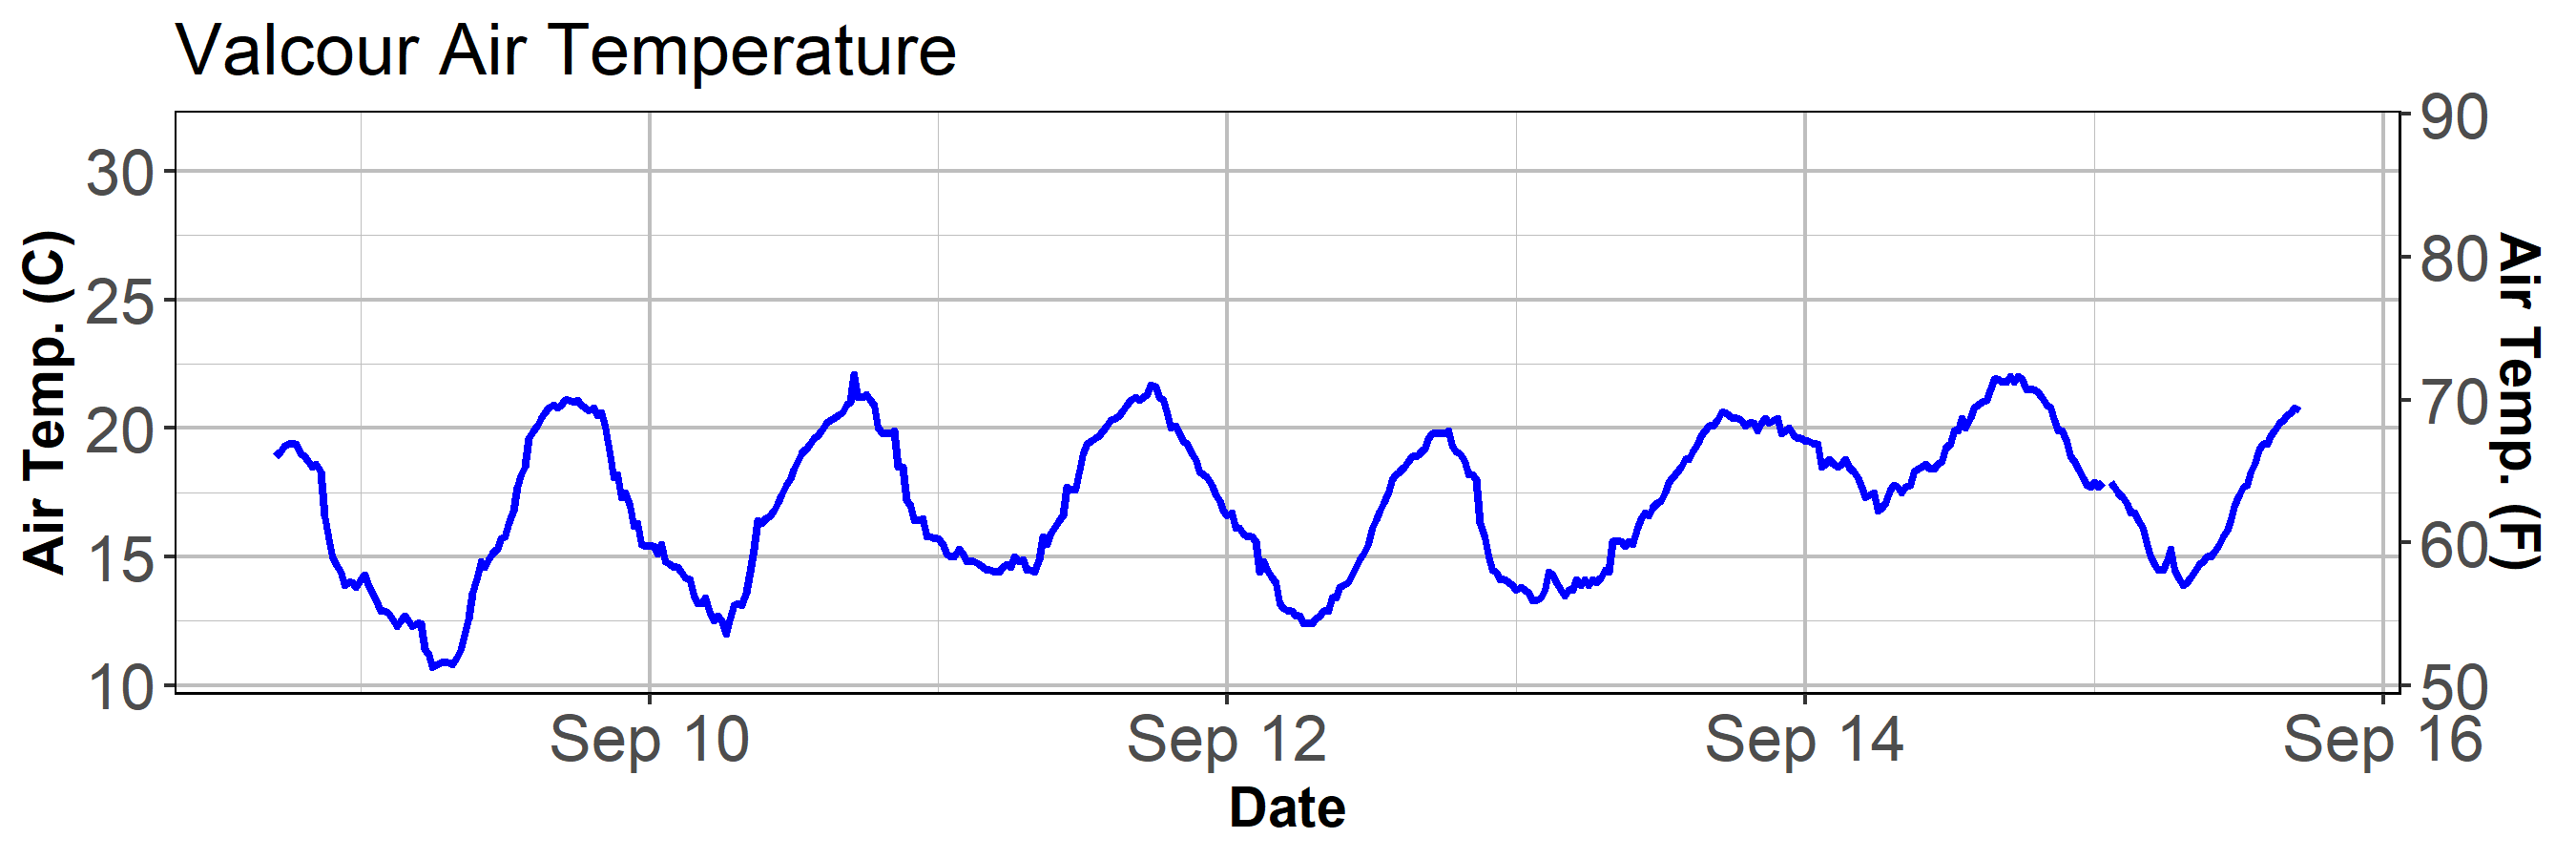 Valcour Air Temperature
Air Temp. (C)
30
25
20
15
10
90
80
70
60
50
Air Temp. (F)
Sep 10
Sep 12
Sep 14
Sep 16
Date